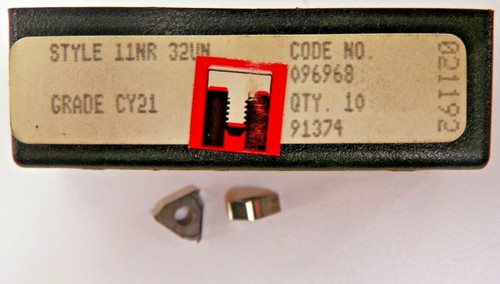 STYLE 11NR 32UN
GRADE CY21
CODE NO.
096968
QTY. 10
91374
021192